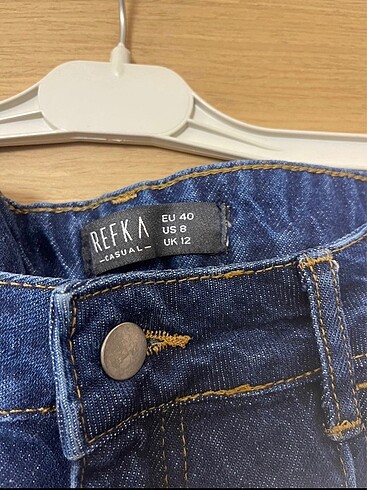 REFKA
—CASUAL—
EU 40
US 8
UK 12